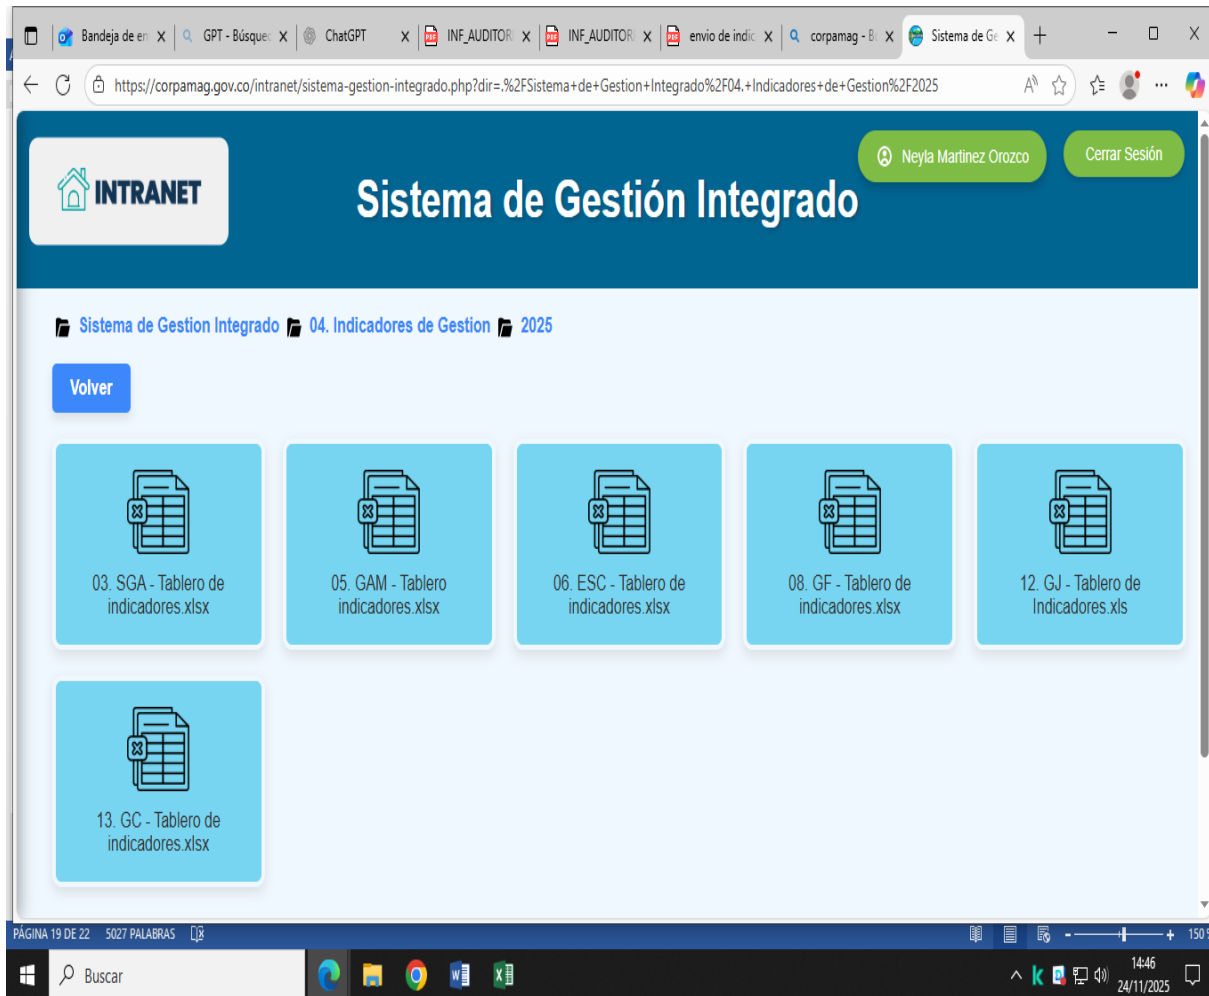 Bandeja de en
GPT - Búsquec
ChatGPT
INF_AUDITOR
INF_AUDITOR
envio de indic
corpamag - B
Sistema de Ge
https://corpamag.gov.co/intranet/sistema-gestion-integrado.php?dir=.%2FSistema+de+Gestion+Integrado%2F04.+Indicadores+de+Gestion%2F2025
INTRANET
Sistema de Gestión Integrado
Neyla Martinez Orozco
Cerrar Sesión
Sistema de Gestion Integrado
04. Indicadores de Gestion
2025
Volver
03. SGA - Tablero de
indicadores.xlsx
05. GAM - Tablero
indicadores.xlsx
06. ESC - Tablero de
indicadores.xlsx
08. GF - Tablero de
indicadores.xlsx
12. GJ - Tablero de
Indicadores.xls
13. GC - Tablero de
indicadores.xlsx
PÁGINA 19 DE 22 5027 PALABRAS
150
Buscar
14:46
24/11/2025